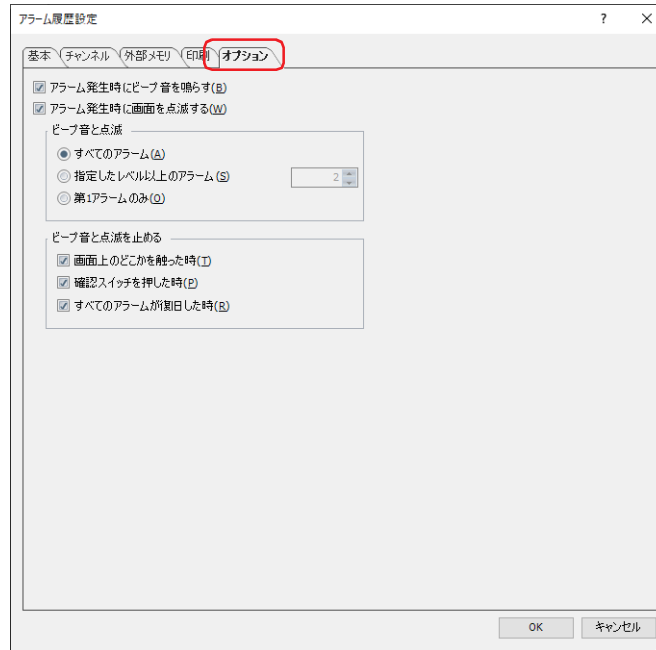 アラーム履歴設定 ? ×
基本 チャンネル 外部メモリ 印刷 オプション
アラーム発生時にビープ音を鳴らす(B)
アラーム発生時に画面を点滅する(W)
ビープ音と点滅
すべてのアラーム(A)
指定したレベル以上のアラーム(S) 2
第1アラームのみ(O)
ビープ音と点滅を止める
画面上のどこかを触った時(T)
確認スイッチを押した時(P)
すべてのアラームが復旧した時(R)
OK キャンセル